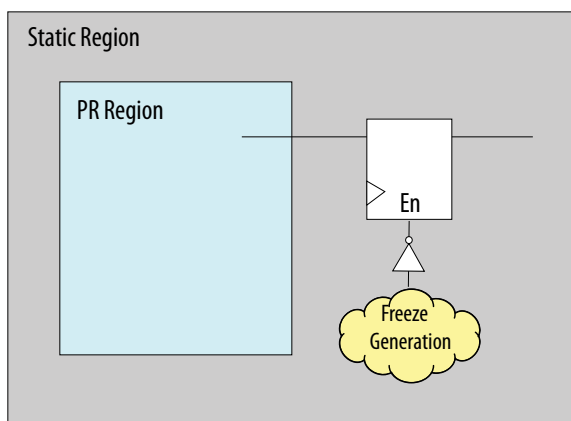 Static Region
PR Region
En
Freeze
Generation